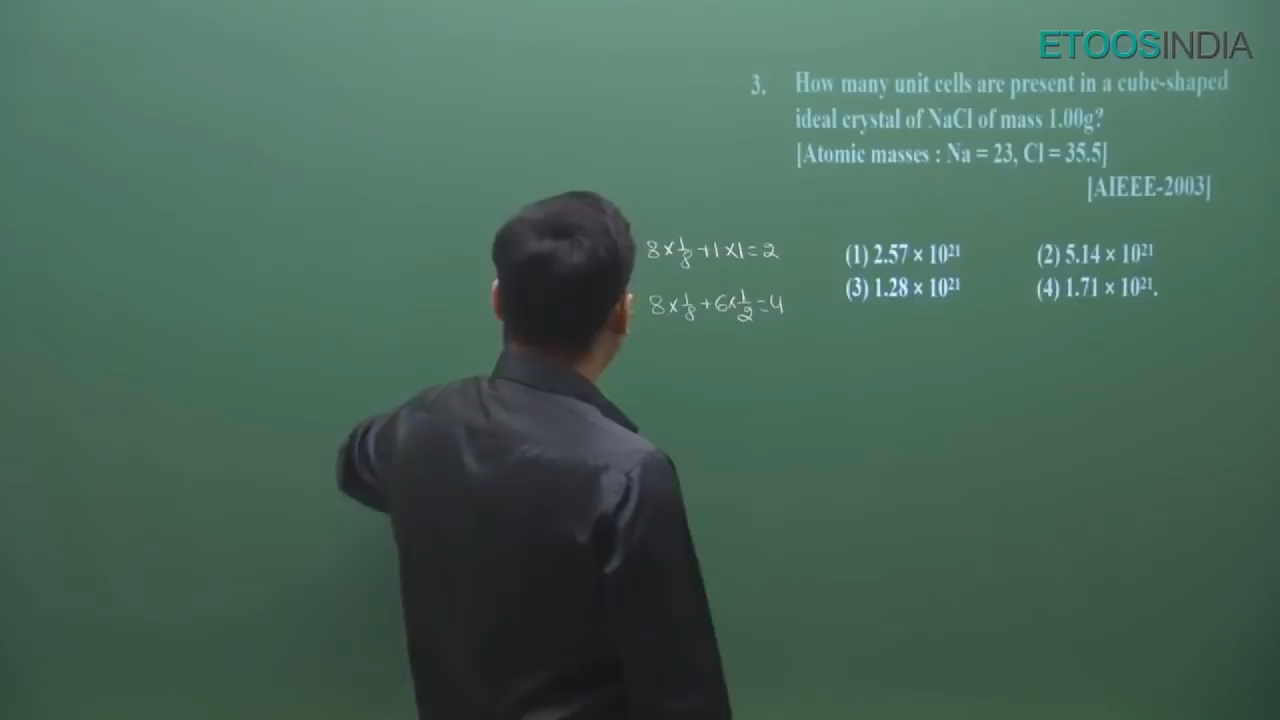 ETOOSINDIA
3. How many unit cells are present in a cube-shaped
ideal crystal of NaCl of mass 1.00g?
[Atomic masses : Na = 23, Cl = 35.5]
[AIEEE-2003]
8×1/8+1×1=2
(1) 2.57 × 10²¹ (2) 5.14 × 10²¹
(3) 1.28 × 10²¹ (4) 1.71 × 10²¹.
8×1/8+6×1/2=4